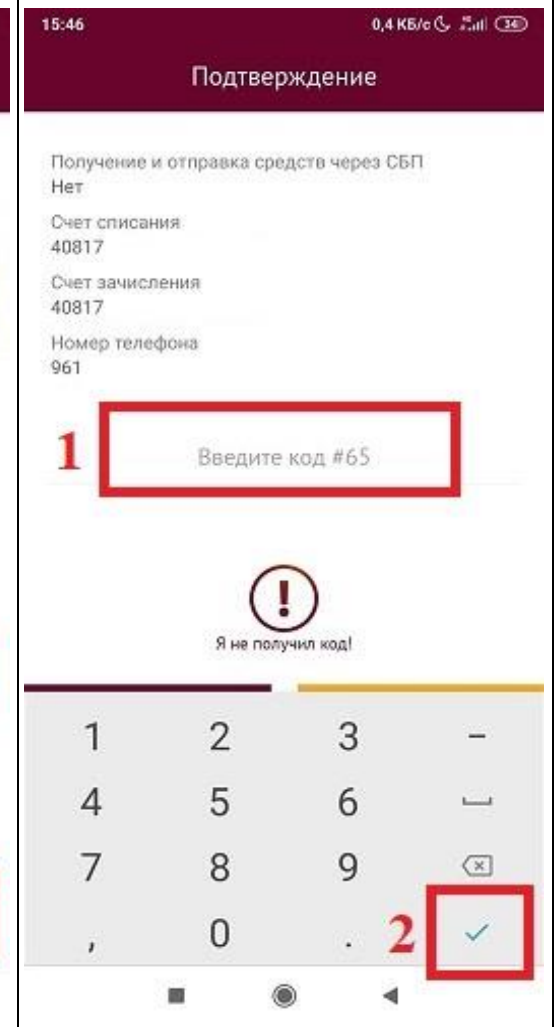 15:46 0,4 КБ/с 34
Подтверждение
Получение и отправка средств через СБП
Нет
Счет списания
40817
Счет зачисления
40817
Номер телефона
961
1 Введите код #65
!
Я не получил код!
1 2 3 –
4 5 6
7 8 9
, 0 . 2